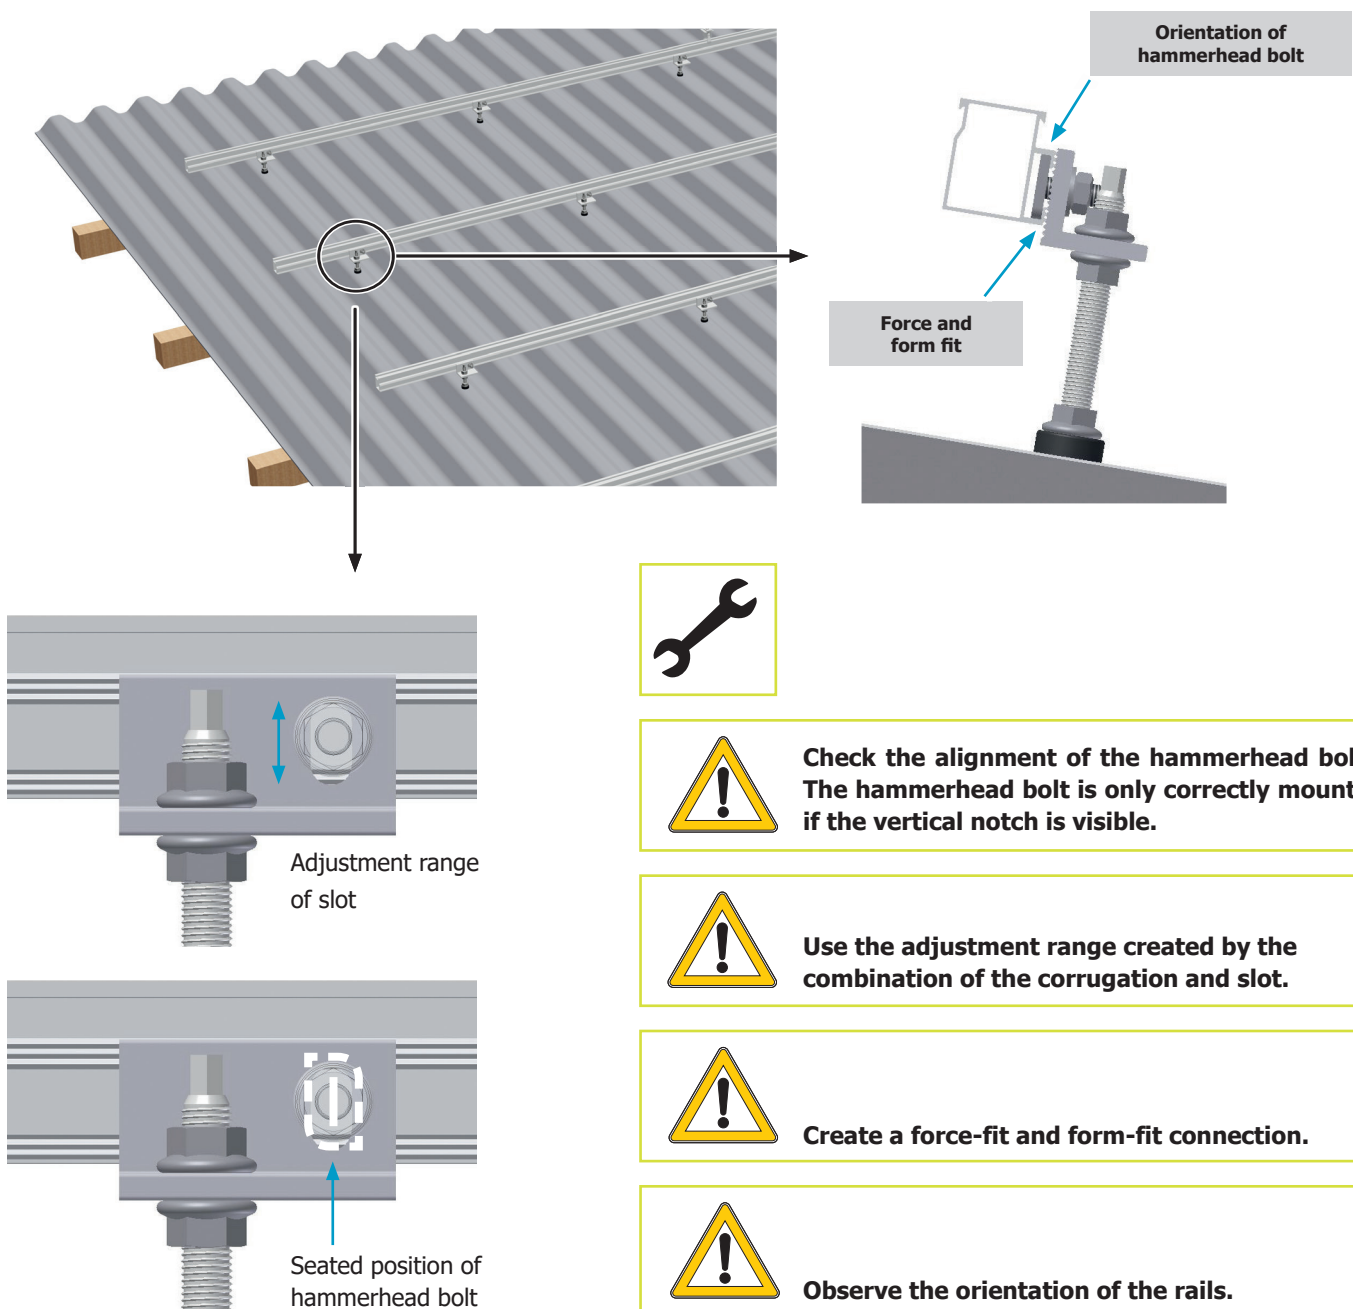 Orientation of
hammerhead bolt
Force and
form fit
Adjustment range
of slot
Seated position of
hammerhead bolt
Check the alignment of the hammerhead bol
The hammerhead bolt is only correctly mount
if the vertical notch is visible.
Use the adjustment range created by the
combination of the corrugation and slot.
Create a force-fit and form-fit connection.
Observe the orientation of the rails.